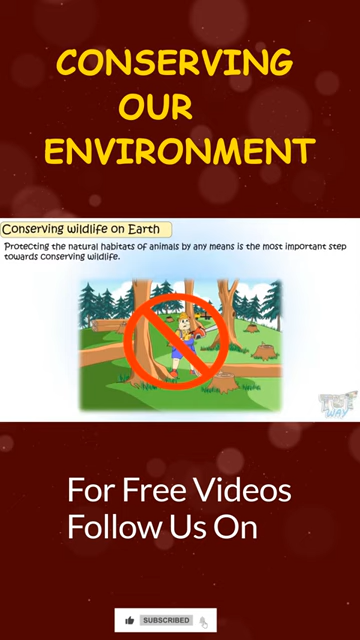 CONSERVING
OUR
ENVIRONMENT
Conserving wildlife on Earth
Protecting the natural habitats of animals by any means is the most important step
towards conserving wildlife.
WAY
For Free Videos
Follow Us On
SUBSCRIBED